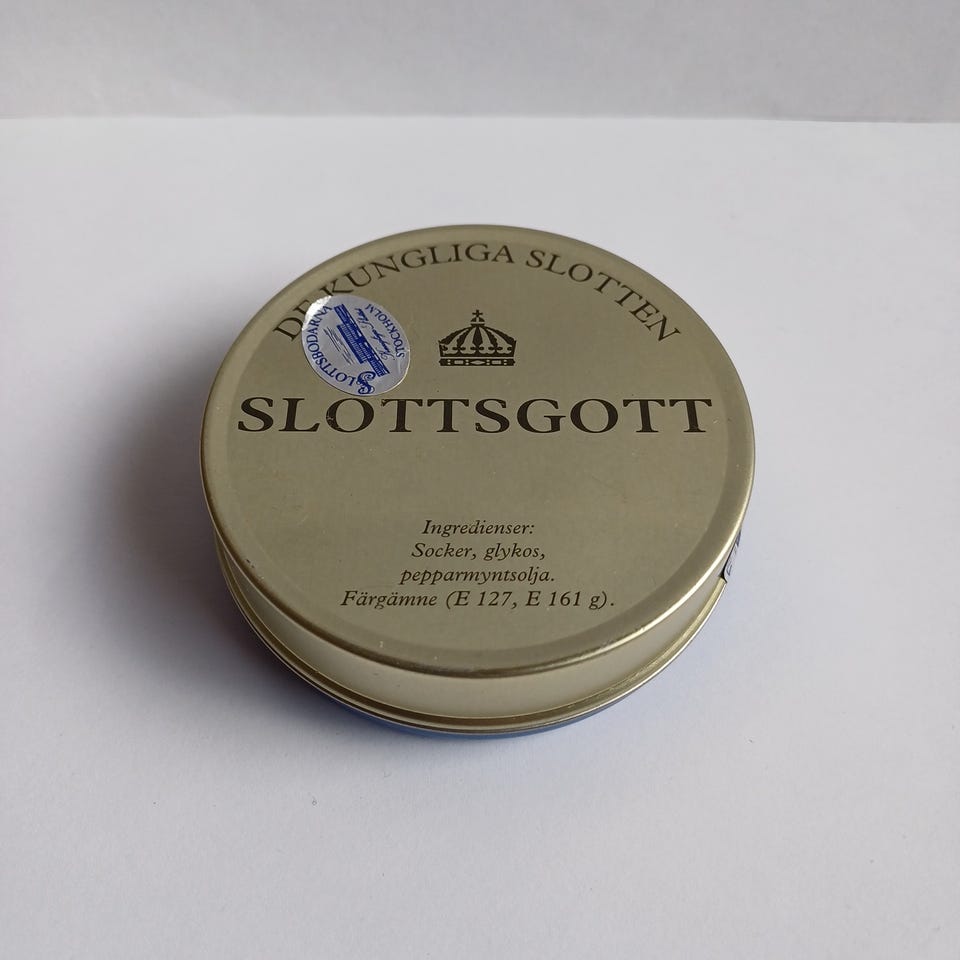 DE KUNGLIGA SLOTTEN
SLOTTSBODARNA
STOCKHOLM
SLOTTSGOTT
Ingredienser:
Socker, glykos,
pepparmyntsolja.
Färgämne (E 127, E 161 g).